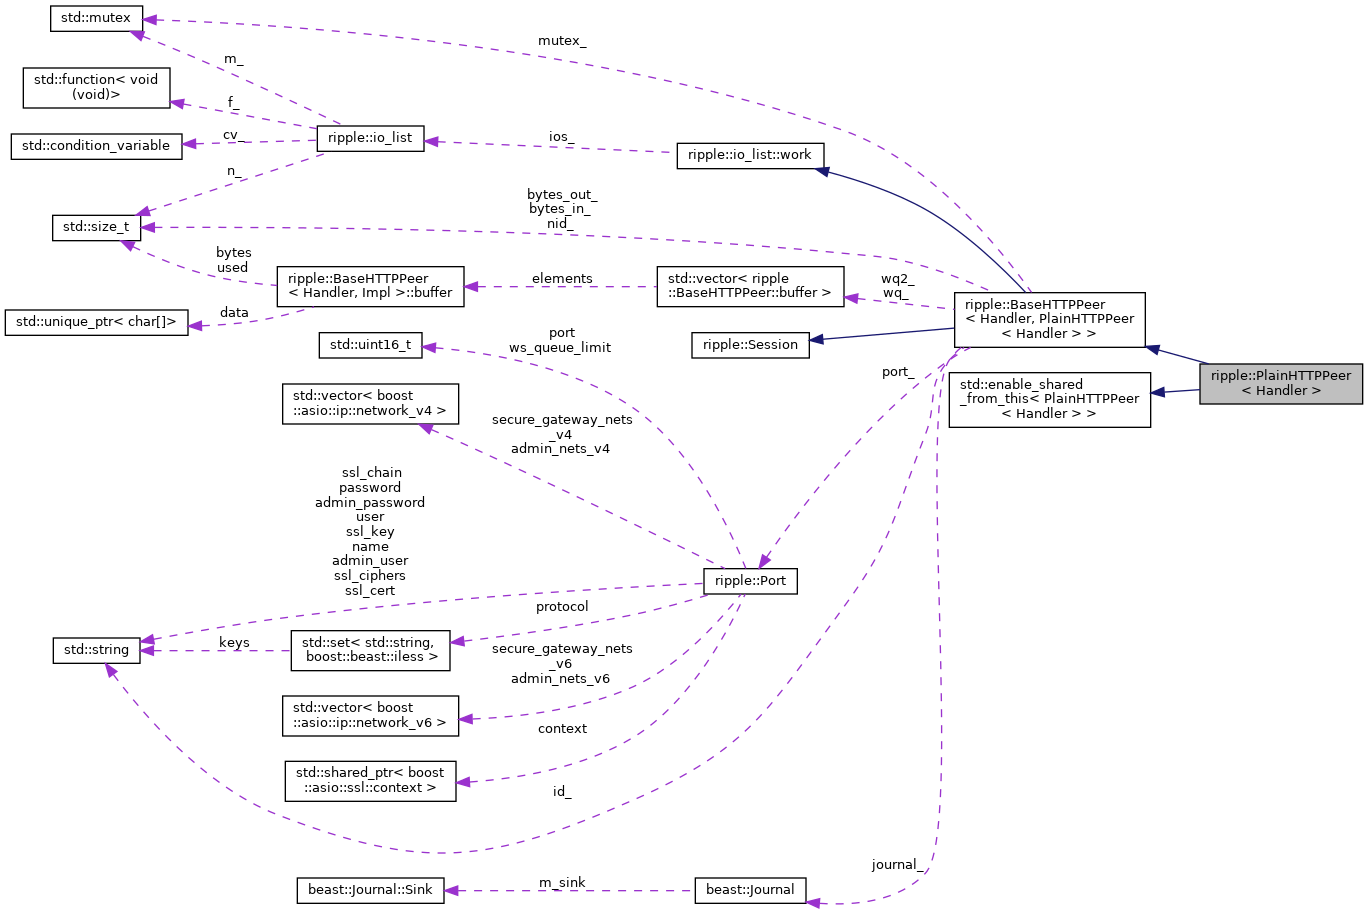 std::mutex
mutex_
m_
std::function< void
(void)>
f_
cv_
std::condition_variable
ripple::io_list
ios_
ripple::io_list::work
n_
bytes_out_
bytes_in_
nid_
std::size_t
bytes
used
ripple::BaseHTTPPeer
< Handler, Impl >::buffer
elements
std::vector< ripple
::BaseHTTPPeer::buffer >
wq2_
wq_
ripple::BaseHTTPPeer
< Handler, PlainHTTPPeer
< Handler > >
data
std::unique_ptr< char[]>
std::uint16_t
port
ws_queue_limit
ripple::Session
port_
ripple::PlainHTTPPeer
< Handler >
std::enable_shared
_from_this< PlainHTTPPeer
< Handler > >
std::vector< boost
::asio::ip::network_v4 >
secure_gateway_nets
_v4
admin_nets_v4
ssl_chain
password
admin_password
user
ssl_key
name
admin_user
ssl_ciphers
ssl_cert
ripple::Port
protocol
std::string
keys
std::set< std::string,
boost::beast::iless >
secure_gateway_nets
_v6
admin_nets_v6
std::vector< boost
::asio::ip::network_v6 >
context
std::shared_ptr< boost
::asio::ssl::context >
id_
journal_
beast::Journal::Sink
m_sink
beast::Journal